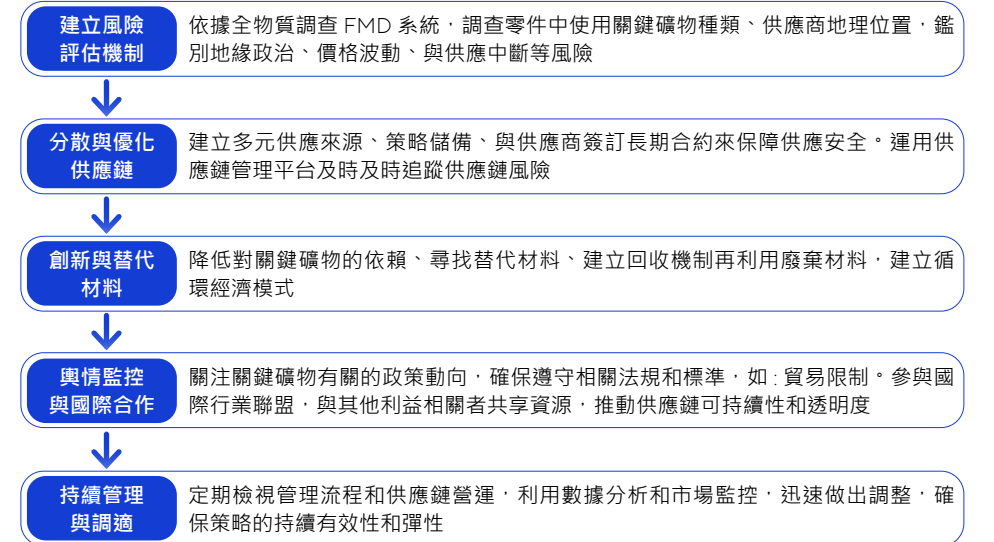 建立風險
評估機制
依據全物質調查 FMD 系統，調查零件中使用關鍵礦物種類、供應商地理位置，鑑
別地緣政治、價格波動、與供應中斷等風險
分散與優化
供應鏈
建立多元供應來源、策略儲備、與供應商簽訂長期合約來保障供應安全。運用供
應鏈管理平台及時及時追蹤供應鏈風險
創新與替代
材料
降低對關鍵礦物的依賴、尋找替代材料、建立回收機制再利用廢棄材料，建立循
環經濟模式
輿情監控
與國際合作
關注關鍵礦物有關的政策動向，確保遵守相關法規和標準，如 : 貿易限制。參與國
際行業聯盟，與其他利益相關者共享資源，推動供應鏈可持續性和透明度
持續管理
與調適
定期檢視管理流程和供應鏈營運，利用數據分析和市場監控，迅速做出調整，確
保策略的持續有效性和彈性